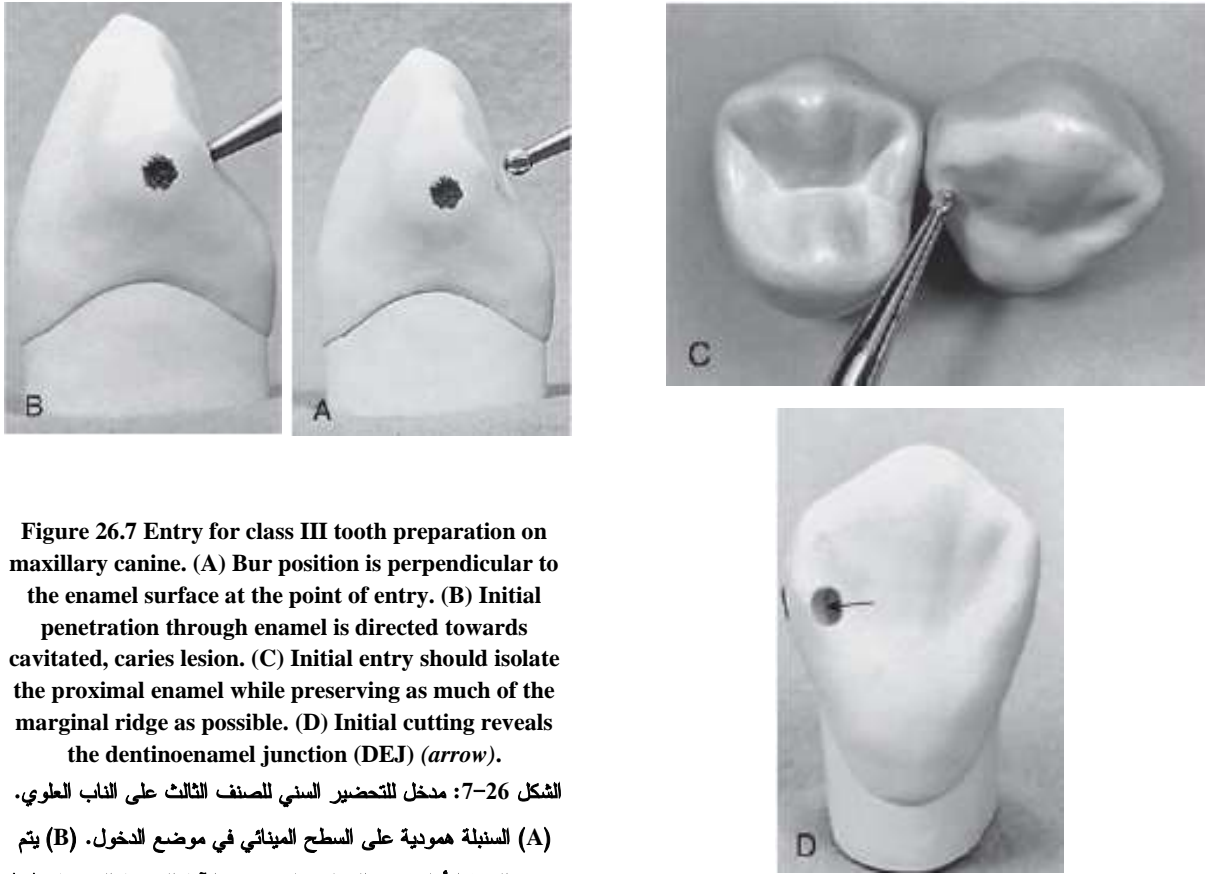 B
A
C
D
Figure 26.7 Entry for class III tooth preparation on
maxillary canine. (A) Bur position is perpendicular to
the enamel surface at the point of entry. (B) Initial
penetration through enamel is directed towards
cavitated, caries lesion. (C) Initial entry should isolate
the proximal enamel while preserving as much of the
marginal ridge as possible. (D) Initial cutting reveals
the dentinoenamel junction (DEJ) (arrow).
الشكل 26-7: مدخل للتحضير السني للصنف الثالث على الناب العلوي.
(A) السنبلة همودية على السطح المينائي في موضع الدخول. (B) يتم